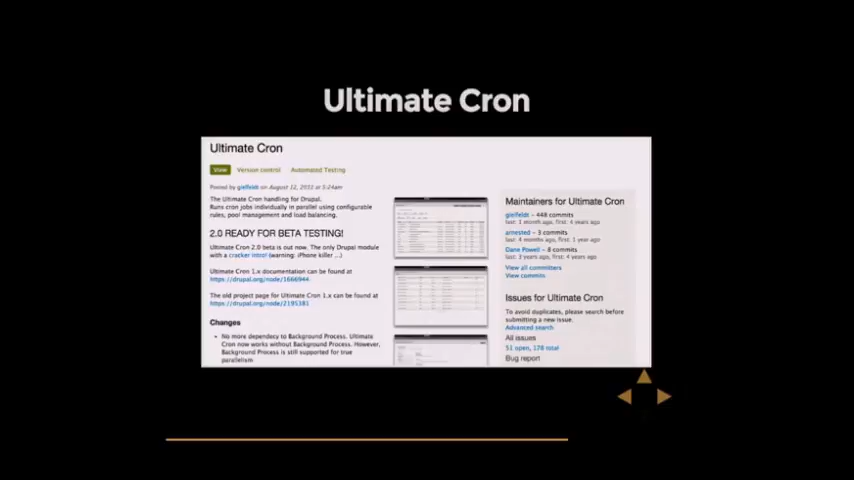 Ultimate Cron
Ultimate Cron
View Version control Automated Testing
Posted by gielfeldt on August 12, 2011 at 5:24am
The Ultimate Cron handling for Drupal.
Runs cron jobs individually in parallel using configurable
rules, pool management and load balancing.
2.0 READY FOR BETA TESTING!
Ultimate Cron 2.0 beta is out now. The only Drupal module
with a cracker intro! (warning: iPhone killer ...)
Ultimate Cron 1.x documentation can be found at
https://drupal.org/node/1666944
The old project page for Ultimate Cron 1.x can be found at
https://drupal.org/node/2195381
Changes
No more dependecy to Background Process. Ultimate
Cron now works without Background Process. However,
Background Process is still supported for true
parallelism
Maintainers for Ultimate Cron
gielfeldt – 448 commits
last: 1 month ago, first: 4 years ago
arnested – 3 commits
last: 4 months ago, first: 1 year ago
Dane Powell – 8 commits
last: 3 years ago, first: 4 years ago
View all committers
View commits
Issues for Ultimate Cron
To avoid duplicates, please search before
submitting a new issue.
Advanced search
All issues
51 open, 178 total
Bug report